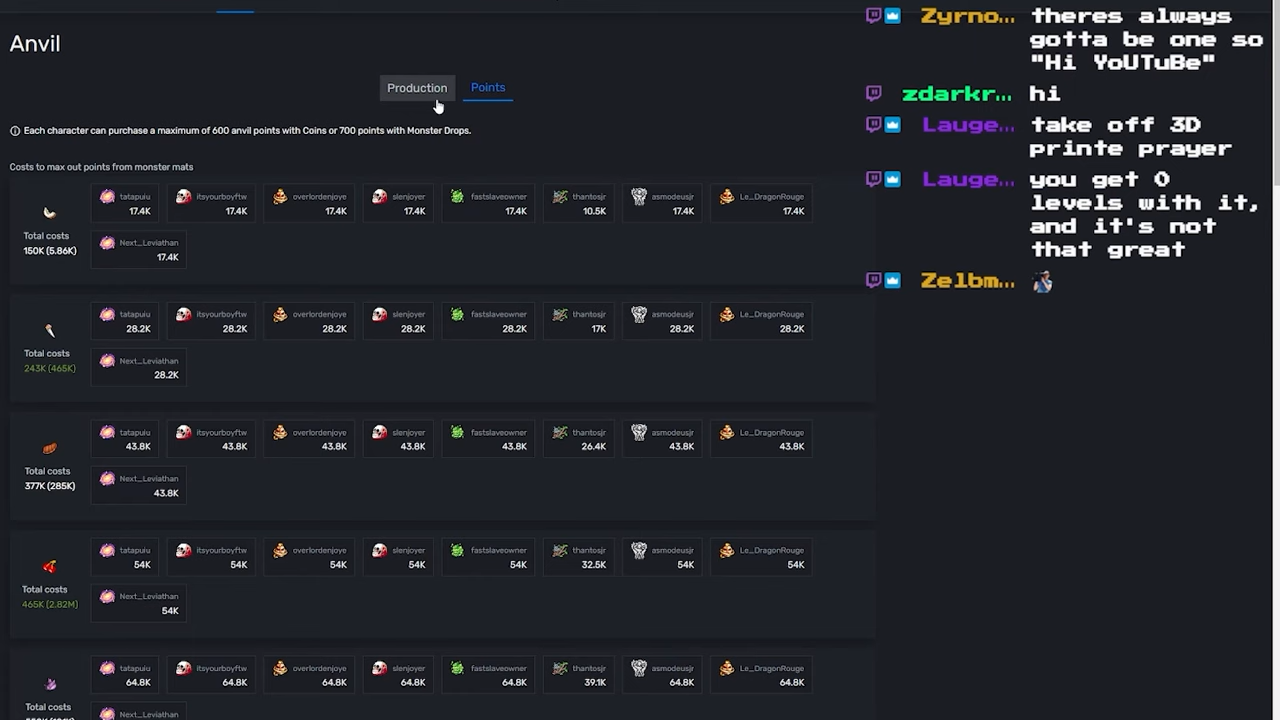 Anvil
Production Points
Each character can purchase a maximum of 600 anvil points with Coins or 700 points with Monster Drops.
Costs to max out points from monster mats
Total costs
150K (5.86K)
tatapuiu 17.4K
itsyourboyftw 17.4K
overlordenjoye 17.4K
slenjoyer 17.4K
fastslaveowner 17.4K
thantosjr 10.5K
asmodeusjr 17.4K
Le_DragonRouge 17.4K
Next_Leviathan 17.4K
Total costs
243K (465K)
tatapuiu 28.2K
itsyourboyftw 28.2K
overlordenjoye 28.2K
slenjoyer 28.2K
fastslaveowner 28.2K
thantosjr 17K
asmodeusjr 28.2K
Le_DragonRouge 28.2K
Next_Leviathan 28.2K
Total costs
377K (285K)
tatapuiu 43.8K
itsyourboyftw 43.8K
overlordenjoye 43.8K
slenjoyer 43.8K
fastslaveowner 43.8K
thantosjr 26.4K
asmodeusjr 43.8K
Le_DragonRouge 43.8K
Next_Leviathan 43.8K
Total costs
465K (2.82M)
tatapuiu 54K
itsyourboyftw 54K
overlordenjoye 54K
slenjoyer 54K
fastslaveowner 54K
thantosjr 32.5K
asmodeusjr 54K
Le_DragonRouge 54K
Next_Leviathan 54K
Total costs
tatapuiu 64.8K
itsyourboyftw 64.8K
overlordenjoye 64.8K
slenjoyer 64.8K
fastslaveowner 64.8K
thantosjr 39.1K
asmodeusjr 64.8K
Le_DragonRouge 64.8K
Next_Leviathan
Zyrno... theres always
gotta be one so
"Hi YoUTuBe"
zdarkr... hi
Lauge... take off 3D
printe prayer
Lauge... you get 0
levels with it,
and it's not
that great
Zelbm...